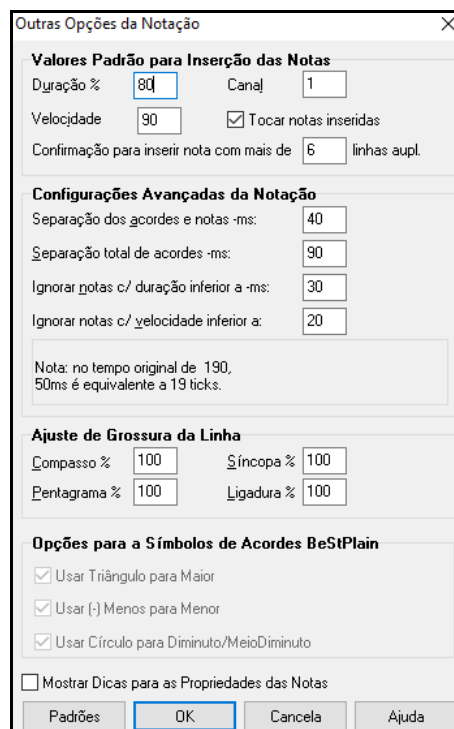 Outras Opções da Notação
Valores Padrão para Inserção das Notas
Duração % 80 Canal 1
Velocidade 90 Tocar notas inseridas
Confirmação para inserir nota com mais de 6 linhas aupl.
Configurações Avançadas da Notação
Separação dos acordes e notas -ms: 40
Separação total de acordes -ms: 90
Ignorar notas c/ duração inferior a -ms: 30
Ignorar notas c/ velocidade inferior a: 20
Nota: no tempo original de 190,
50ms é equivalente a 19 ticks.
Ajuste de Grossura da Linha
Compasso % 100 Síncopa % 100
Pentagrama % 100 Ligadura % 100
Opções para a Símbolos de Acordes BeStPlain
Usar Triângulo para Maior
Usar (-) Menos para Menor
Usar Círculo para Diminuto/MeioDiminuto
Mostrar Dicas para as Propriedades das Notas
Padrões OK Cancela Ajuda